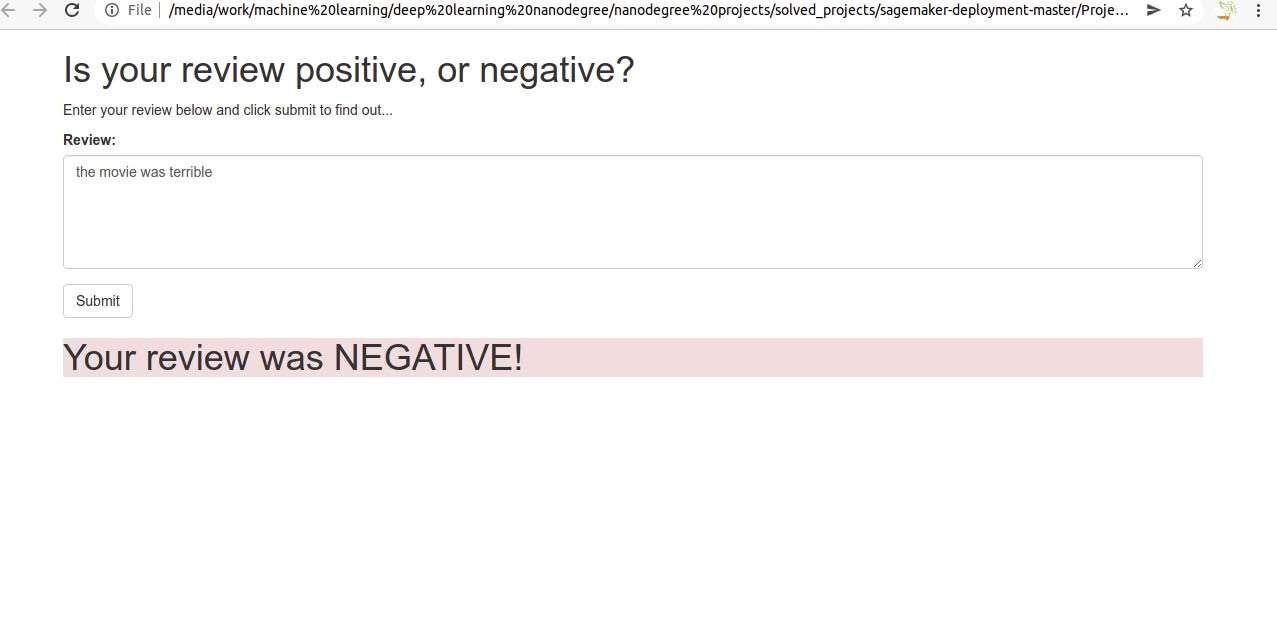 File /media/work/machine%20learning/deep%20learning%20nanodegree/nanodegree%20projects/solved_projects/sagemaker-deployment-master/Proje...
Is your review positive, or negative?
Enter your review below and click submit to find out...
Review:
the movie was terrible
Submit
Your review was NEGATIVE!